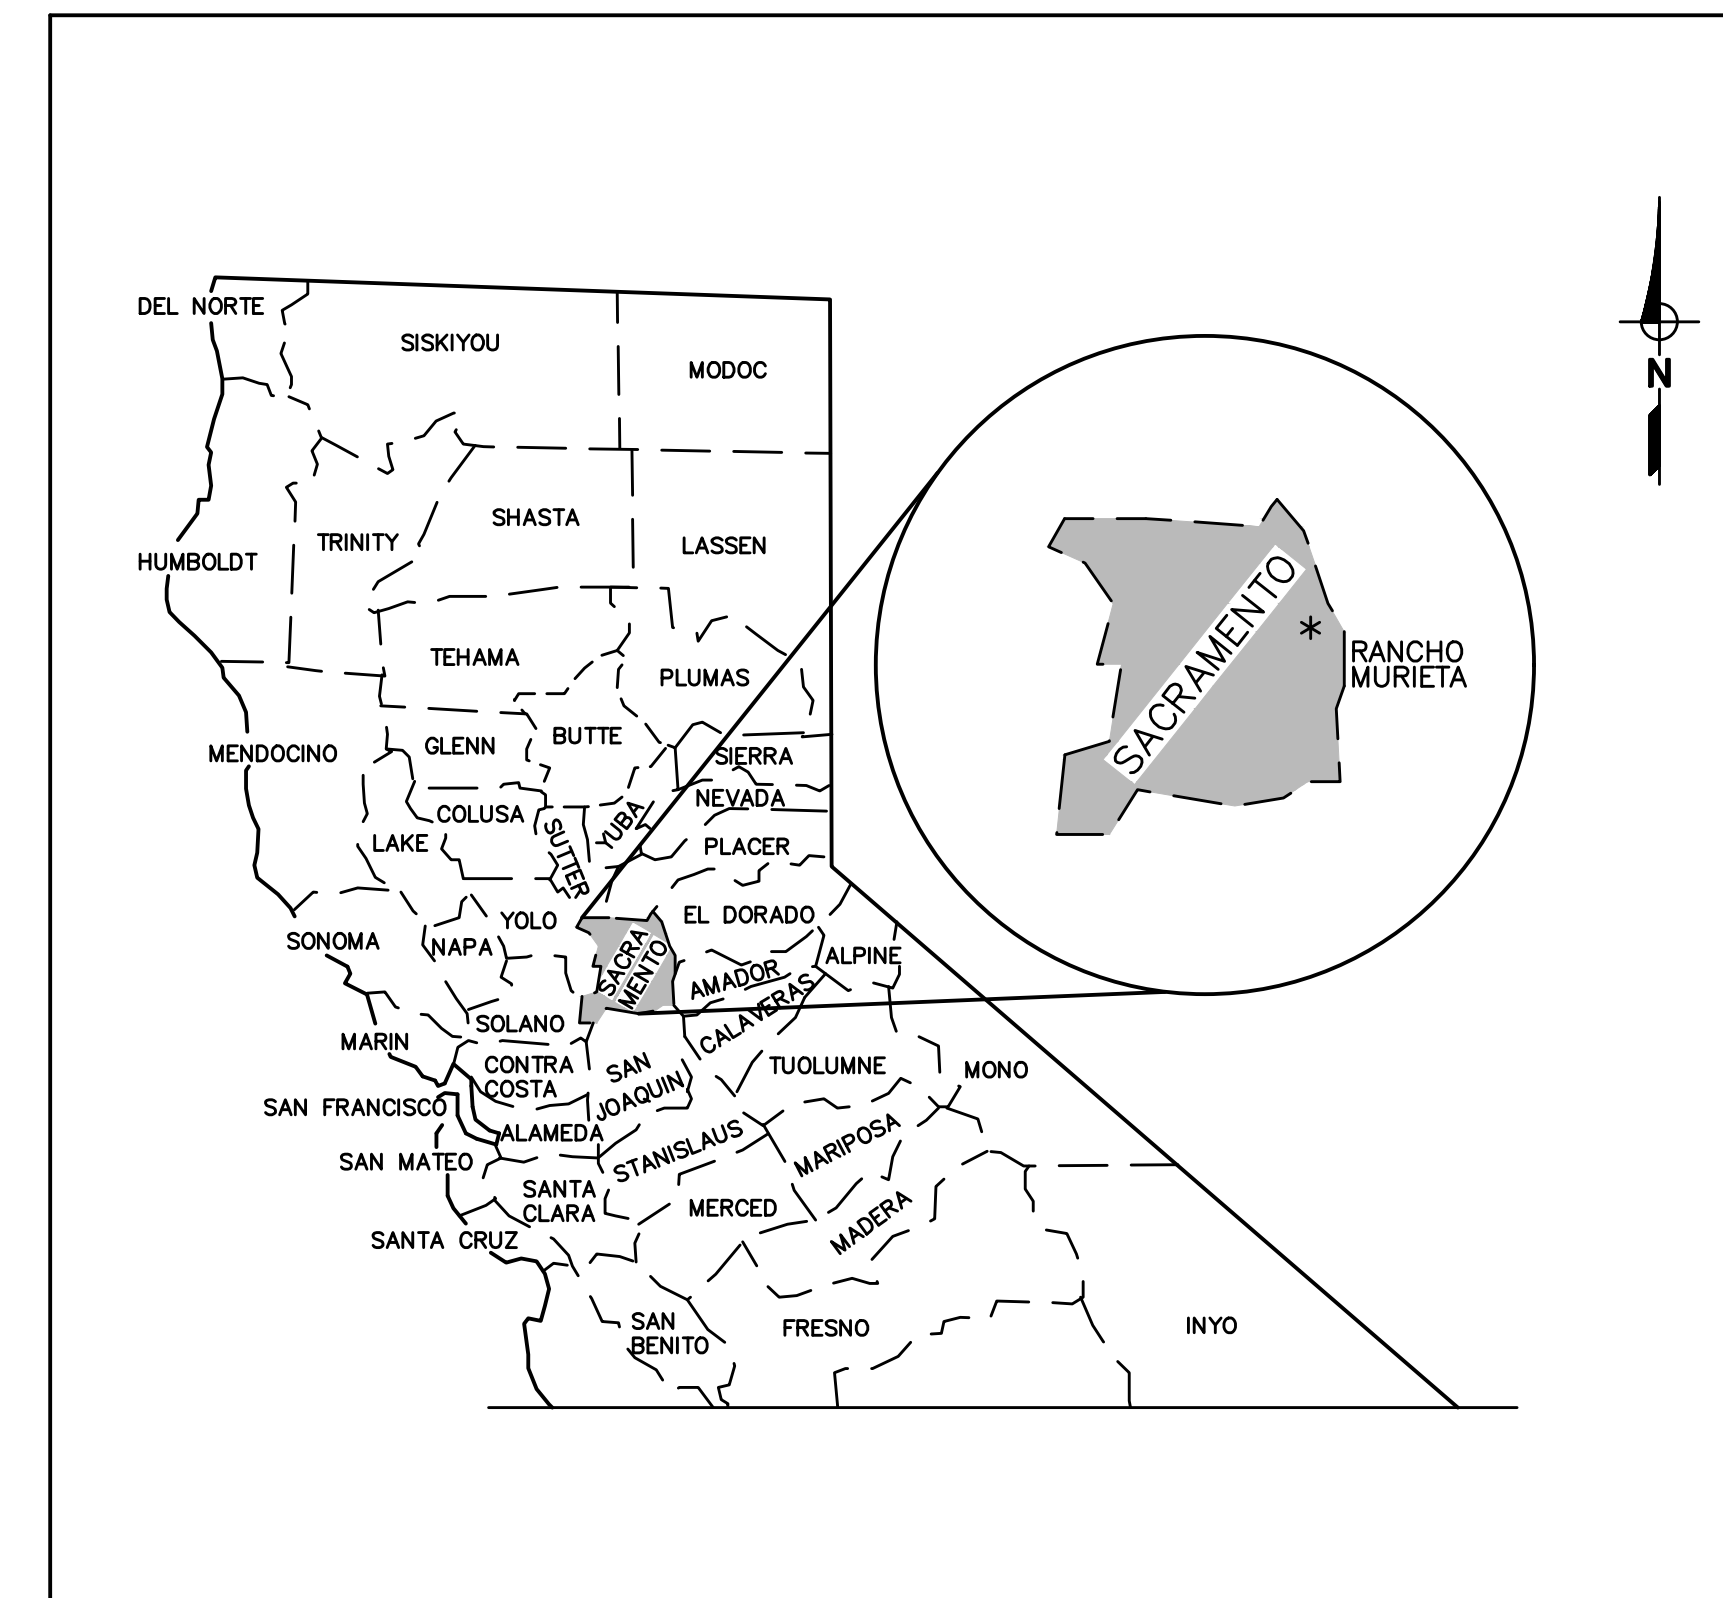 DEL NORTE
SISKIYOU
MODOC
N
HUMBOLDT
TRINITY
SHASTA
LASSEN
SACRAMENTO
RANCHO
MURIETA
TEHAMA
PLUMAS
MENDOCINO
GLENN
BUTTE
SIERRA
NEVADA
COLUSA
SUTTER
YUBA
LAKE
PLACER
YOLO
EL DORADO
SONOMA
NAPA
SACRA
MENTO
ALPINE
AMADOR
CALAVERAS
SOLANO
MARIN
CONTRA
COSTA
SAN
JOAQUIN
TUOLUMNE
MONO
SAN FRANCISCO
ALAMEDA
STANISLAUS
MARIPOSA
SAN MATEO
SANTA
CLARA
MERCED
MADERA
SANTA CRUZ
SAN
BENITO
FRESNO
INYO